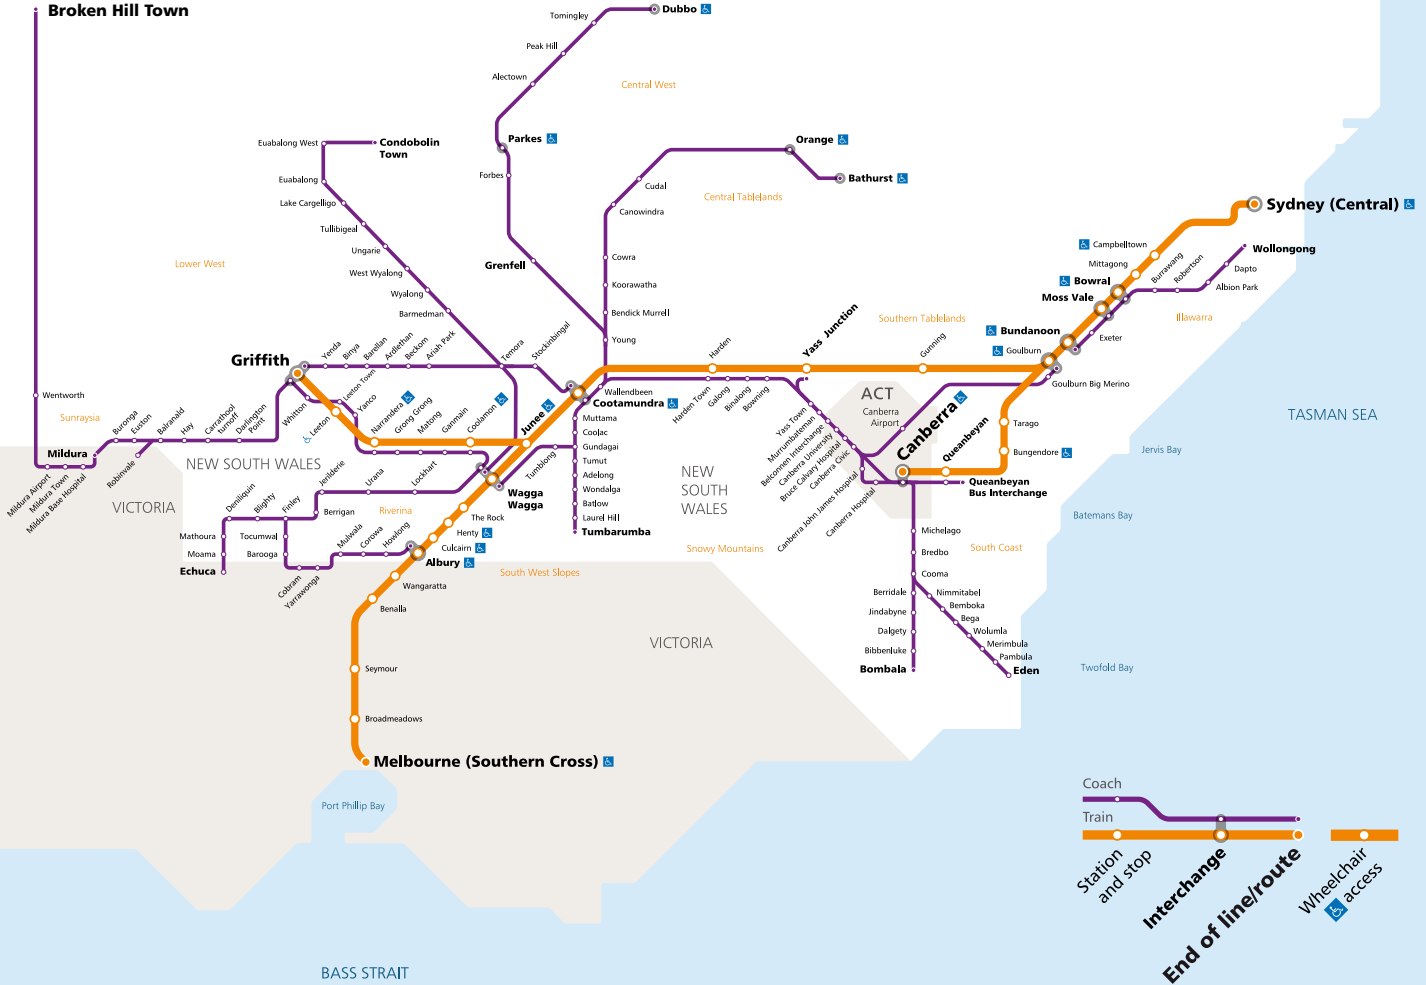 Broken Hill Town
Dubbo
Tomingley
Peak Hill
Alectown
Central West
Parkes
Orange
Bathurst
Euabalong West
Condobolin
Town
Forbes
Euabalong
Cudal
Central Tablelands
Lake Cargelligo
Canowindra
Sydney (Central)
Tullibigeal
Campbelltown
Wollongong
Ungarie
Lower West
Grenfell
Cowra
Mittagong
Burrawang
Robertson
Dapto
West Wyalong
Koorawatha
Bowral
Albion Park
Wyalong
Moss Vale
Barmedman
Bendick Murrell
Southern Tablelands
Illawarra
Bundanoon
Young
Exeter
Goulburn
Griffith
Yenda
Binya
Barellan
Ardlethan
Beckom
Ariah Park
Temora
Stockinbingal
Harden
Yass Junction
Gunning
Goulburn Big Merino
Wentworth
Sunraysia
Leeton Town
Whitton
Leeton
Yanco
Narrandera
Grong Grong
Matong
Ganmain
Coolamon
Junee
Wallendbeen
Cootamundra
Harden Town
Galong
Binalong
Bowning
ACT
Canberra
Airport
Canberra
Queanbeyan
Tarago
Bungendore
TASMAN SEA
Buronga
Euston
Balranald
Hay
Carrathool
Turnoff
Darlington
Point
Robinvale
Mildura
Mildura Airport
Mildura Town
Mildura Base Hospital
NEW SOUTH WALES
VICTORIA
Muttama
Coolac
Gundagai
Tumut
Adelong
Wondalga
Batlow
Laurel Hill
Tumbarumba
Tumblong
Yass Town
Murrumbateman
Belconnen Interchange
Canberra University
Bruce Calvary Hospital
Canberra Civic
Canberra John James Hospital
Canberra Hospital
Queanbeyan
Bus Interchange
Jervis Bay
Batemans Bay
NEW
SOUTH
WALES
Jerilderie
Urana
Lockhart
Deniliquin
Blighty
Finley
Berrigan
Riverina
Wagga
Wagga
The Rock
Henty
Culcairn
Albury
Mathoura
Moama
Echuca
Tocumwal
Barooga
Cobram
Yarrawonga
Mulwala
Corowa
Howlong
Snowy Mountains
South Coast
South West Slopes
Wangaratta
Benalla
Michelago
Bredbo
Cooma
Berridale
Jindabyne
Dalgety
Bibbenluke
Bombala
Nimmitabel
Bemboka
Bega
Wolumla
Merimbula
Pambula
Eden
VICTORIA
Twofold Bay
Seymour
Broadmeadows
Melbourne (Southern Cross)
Port Phillip Bay
BASS STRAIT
Coach
Train
Station
and stop
Interchange
End of line/route
Wheelchair
access